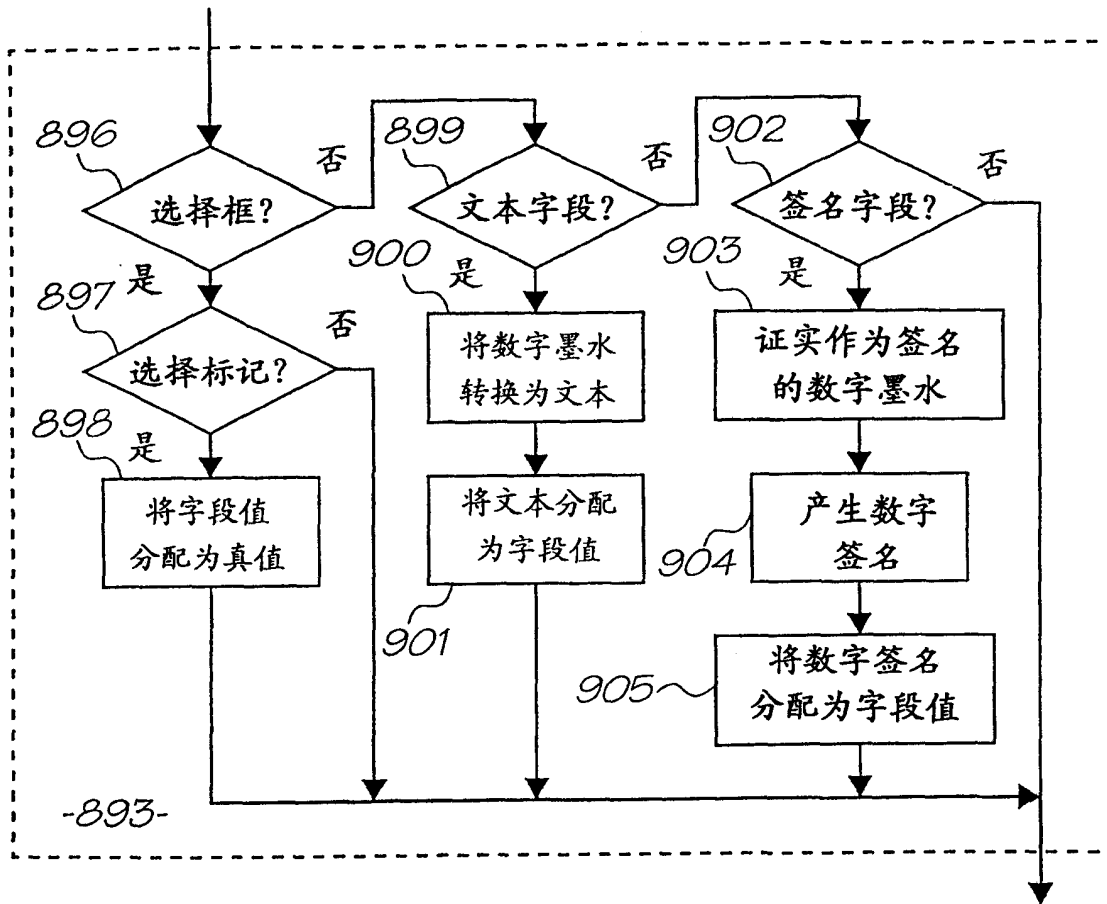 896
否
899
否
902
否
选择框?
文本字段?
签名字段?
是
900
是
903
是
897
否
选择标记?
将数字墨水
转换为文本
证实作为签名
的数字墨水
898
是
将字段值
分配为真值
将文本分配
为字段值
901
产生数字
签名
904
将数字签名
分配为字段值
905
-893-